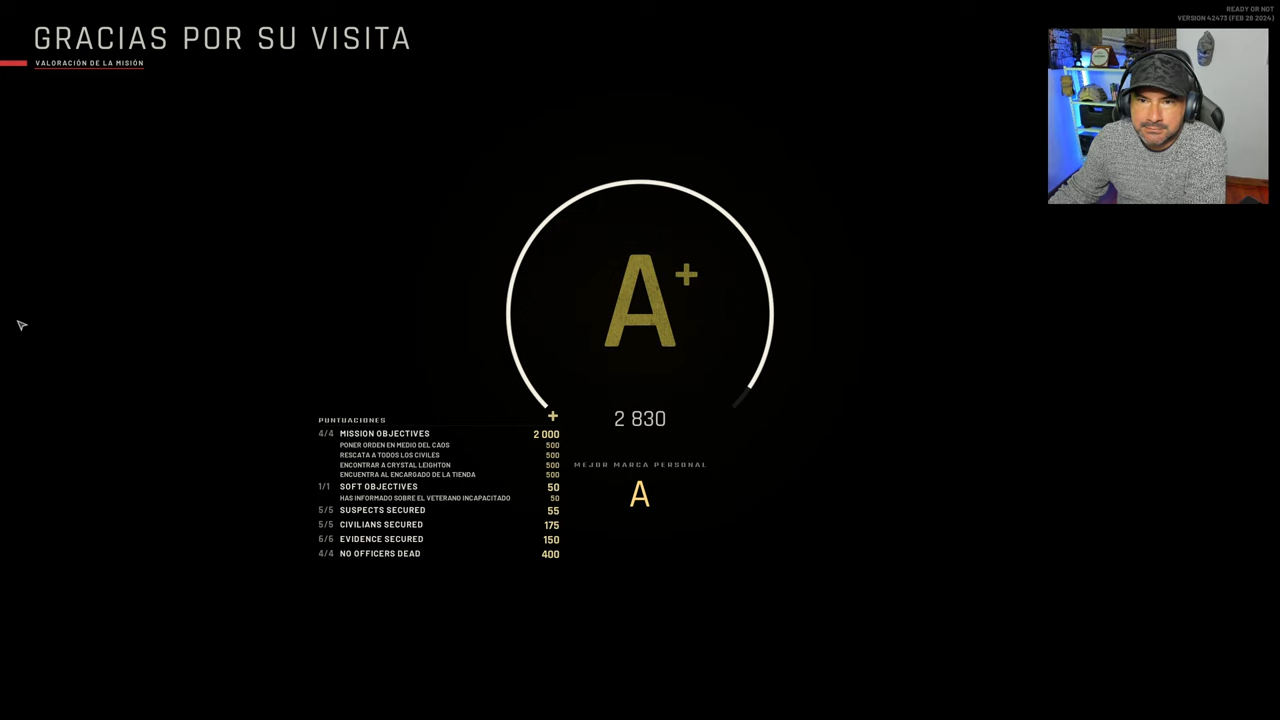 READY OR NOT
VERSION 42473 (FEB 28 2024)
GRACIAS POR SU VISITA
VALORACIÓN DE LA MISIÓN
A+
2 830
PUNTUACIONES +
4/4 MISSION OBJECTIVES 2 000
PONER ORDEN EN MEDIO DEL CAOS 500
RESCATA A TODOS LOS CIVILES 500
ENCONTRAR A CRYSTAL LEIGHTON 500
ENCUENTRA AL ENCARGADO DE LA TIENDA 500
1/1 SOFT OBJECTIVES 50
HAS INFORMADO SOBRE EL VETERANO INCAPACITADO 50
5/5 SUSPECTS SECURED 55
5/5 CIVILIANS SECURED 175
6/6 EVIDENCE SECURED 150
4/4 NO OFFICERS DEAD 400
MEJOR MARCA PERSONAL
A